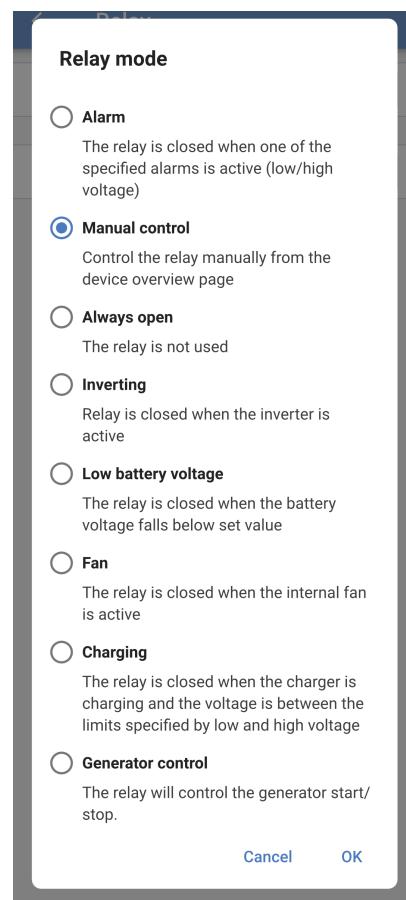 Relay
Relay mode
Alarm
The relay is closed when one of the
specified alarms is active (low/high
voltage)
Manual control
Control the relay manually from the
device overview page
Always open
The relay is not used
Inverting
Relay is closed when the inverter is
active
Low battery voltage
The relay is closed when the battery
voltage falls below set value
Fan
The relay is closed when the internal fan
is active
Charging
The relay is closed when the charger is
charging and the voltage is between the
limits specified by low and high voltage
Generator control
The relay will control the generator start/
stop.
Cancel OK